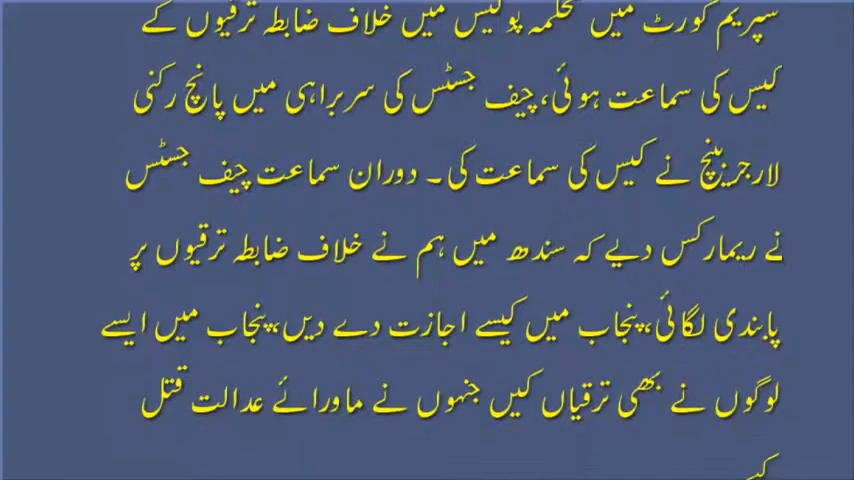 سپریم کورٹ میں محکمہ پولیس میں خلاف ضابطہ ترقیوں کے
کیس کی سماعت ہوئی، چیف جسٹس کی سربراہی میں پانچ رکنی
لارجر بینچ نے کیس کی سماعت کی۔ دوران سماعت چیف جسٹس
نے ریمارکس دیے کہ سندھ میں ہم نے خلاف ضابطہ ترقیوں پر
پابندی لگائی، پنجاب میں کیسے اجازت دے دیں، پنجاب میں ایسے
لوگوں نے بھی ترقیاں کیں جنہوں نے ماورائے عدالت قتل